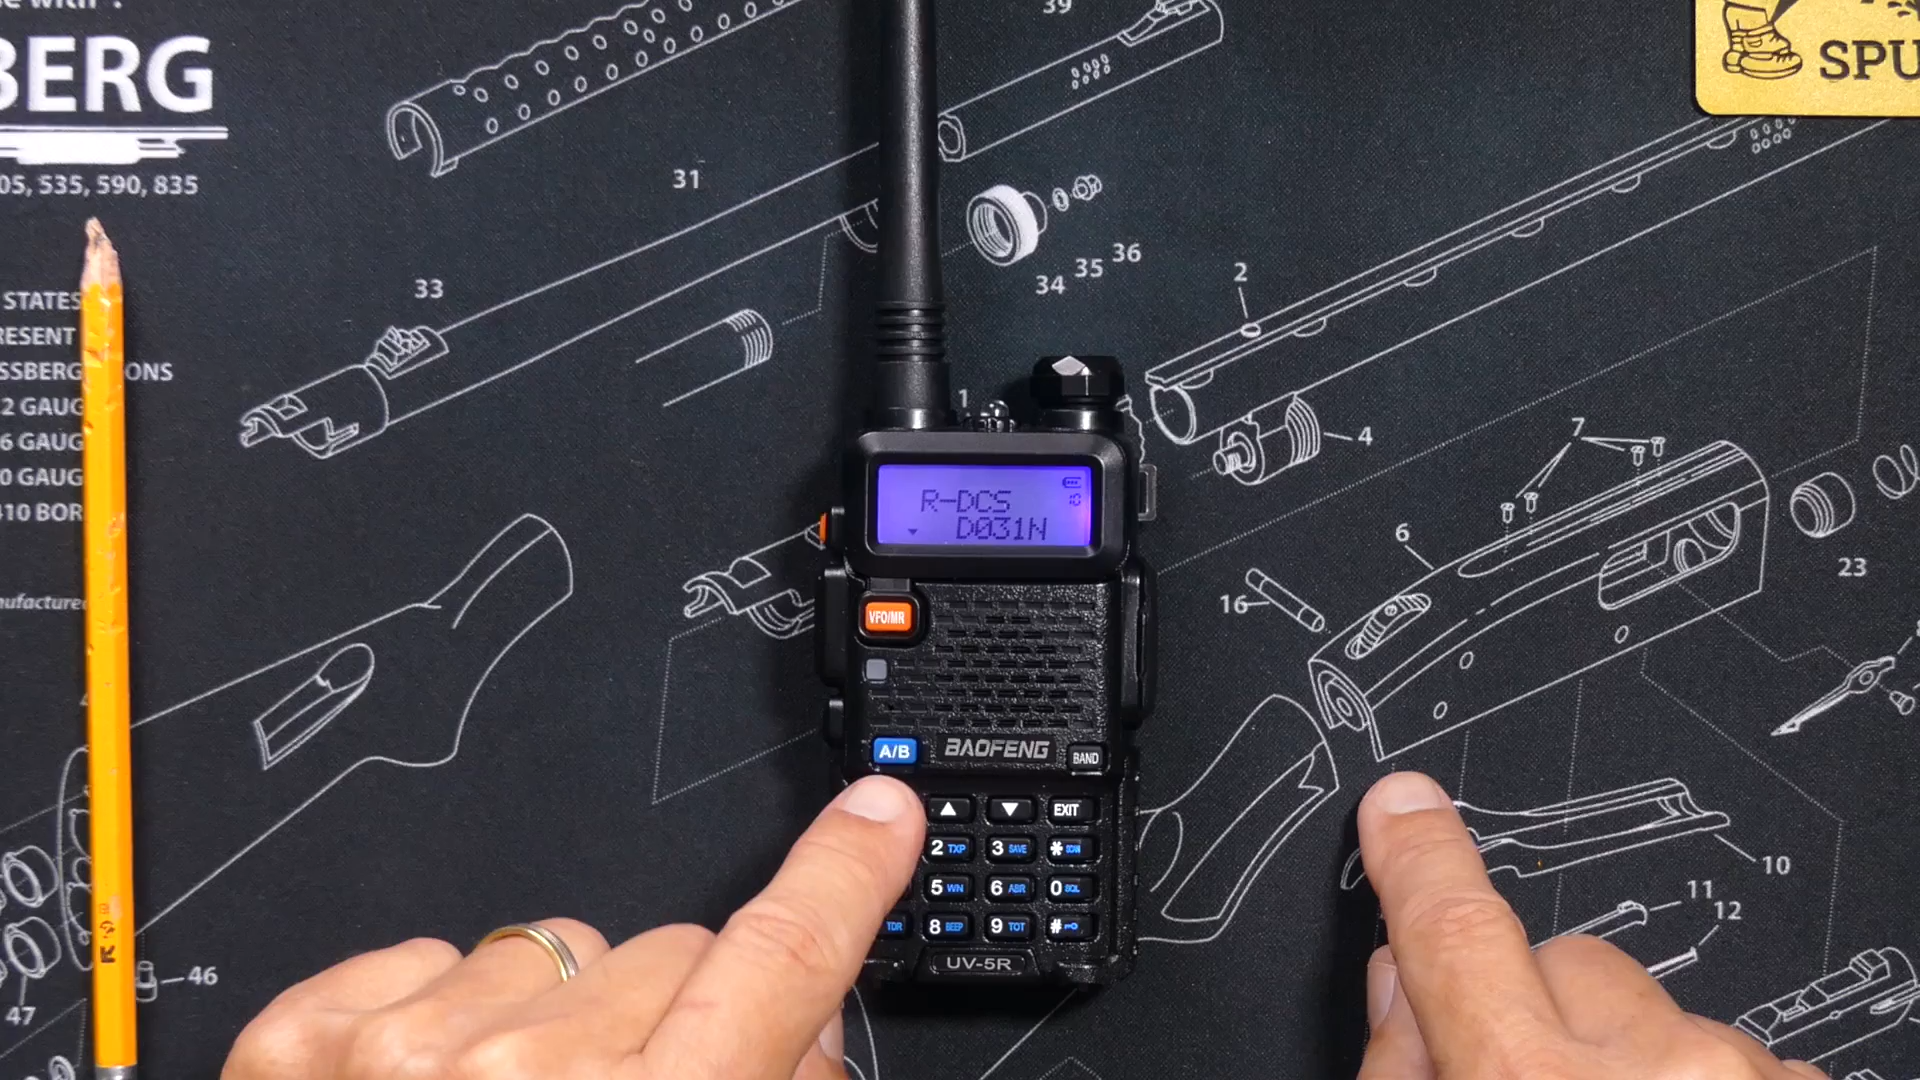 BERG
05, 535, 590, 835
STATES
RESENT
SSBERG ONS
2 GAUG
6 GAUG
0 GAUG
410 BOR
nufacture
31
33
39
34
35
36
1
2
4
7
6
16
23
10
11
12
46
47
SPU
R-DCS
10
D031N
VFO/MR
A/B
BAOFENG
BAND
EXIT
2 TXP
3 SAVE
* SCAN
5 WN
6 ABR
0 SQL
TDR
8 BEEP
9 TOT
#
UV-5R